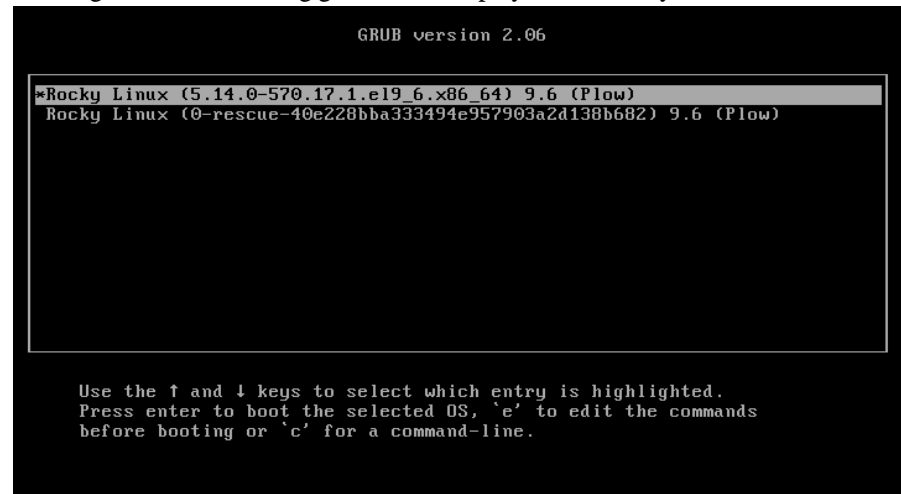 GRUB version 2.06
*Rocky Linux (5.14.0-570.17.1.el9_6.x86_64) 9.6 (Plow)
Rocky Linux (0-rescue-40e228bba333494e957903a2d138b682) 9.6 (Plow)
Use the ↑ and ↓ keys to select which entry is highlighted.
Press enter to boot the selected OS, `e' to edit the commands
before booting or `c' for a command-line.